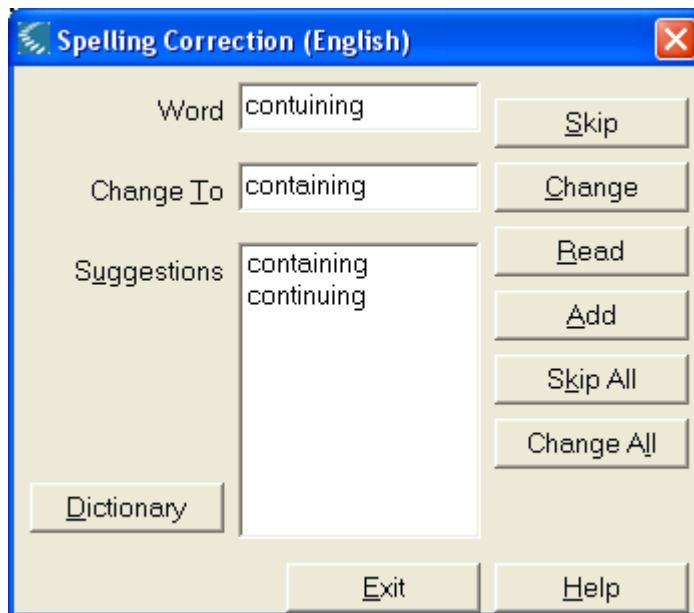 Spelling Correction (English)
Word
contuining
Skip
Change To
containing
Change
Suggestions
containing
continuing
Read
Add
Skip All
Change All
Dictionary
Exit
Help